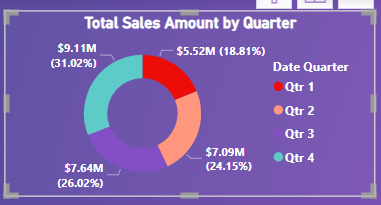 Total Sales Amount by Quarter
$9.11M
(31.02%)
$5.52M (18.81%)
Date Quarter
Qtr 1
Qtr 2
Qtr 3
Qtr 4
$7.09M
(24.15%)
$7.64M
(26.02%)